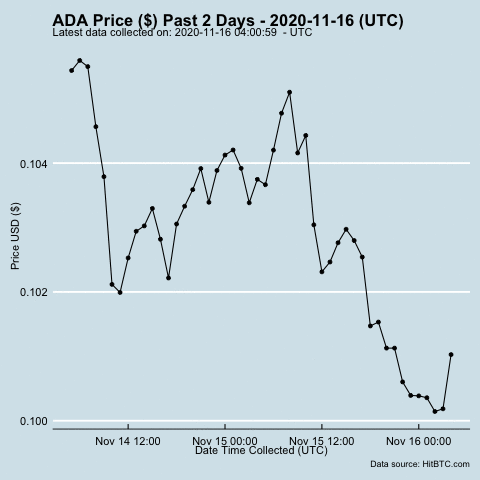 ADA Price ($) Past 2 Days - 2020-11-16 (UTC)
Latest data collected on: 2020-11-16 04:00:59 - UTC
0.104
0.102
0.100
Price USD ($)
Nov 14 12:00 Nov 15 00:00 Nov 15 12:00 Nov 16 00:00
Date Time Collected (UTC)
Data source: HitBTC.com